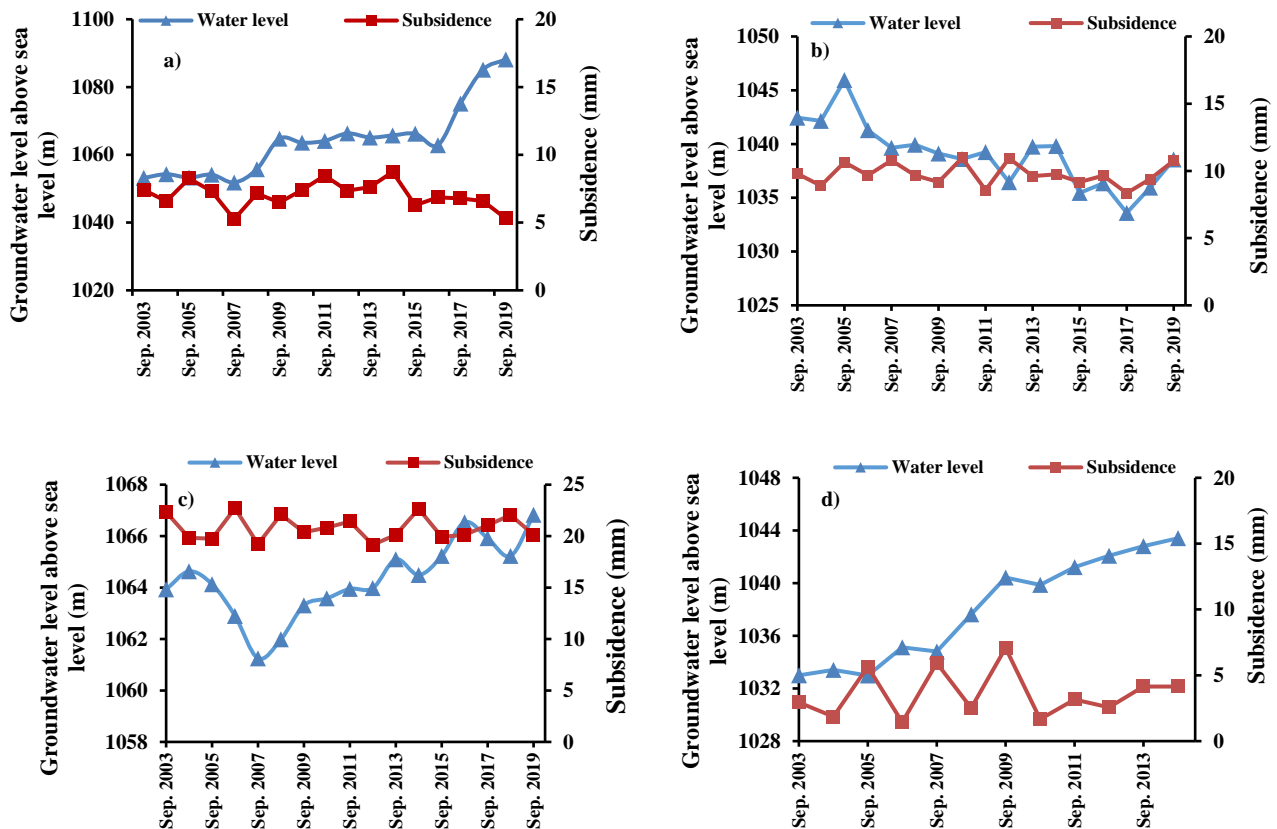 Water level
Subsidence
a)
Groundwater level above sea
level (m)
1100
1080
1060
1040
1020
20
15
10
5
0
Subsidence (mm)
Sep. 2003
Sep. 2005
Sep. 2007
Sep. 2009
Sep. 2011
Sep. 2013
Sep. 2015
Sep. 2017
Sep. 2019
Water level
Subsidence
b)
Groundwater level above sea
level (m)
1050
1045
1040
1035
1030
1025
20
15
10
5
0
Subsidence (mm)
Sep. 2003
Sep. 2005
Sep. 2007
Sep. 2009
Sep. 2011
Sep. 2013
Sep. 2015
Sep. 2017
Sep. 2019
Water level
Subsidence
c)
Groundwater level above sea
level (m)
1068
1066
1064
1062
1060
1058
25
20
15
10
5
0
Subsidence (mm)
Sep. 2003
Sep. 2005
Sep. 2007
Sep. 2009
Sep. 2011
Sep. 2013
Sep. 2015
Sep. 2017
Sep. 2019
Water level
Subsidence
d)
Groundwater level above sea
level (m)
1048
1044
1040
1036
1032
1028
20
15
10
5
0
Subsidence (mm)
Sep. 2003
Sep. 2005
Sep. 2007
Sep. 2009
Sep. 2011
Sep. 2013